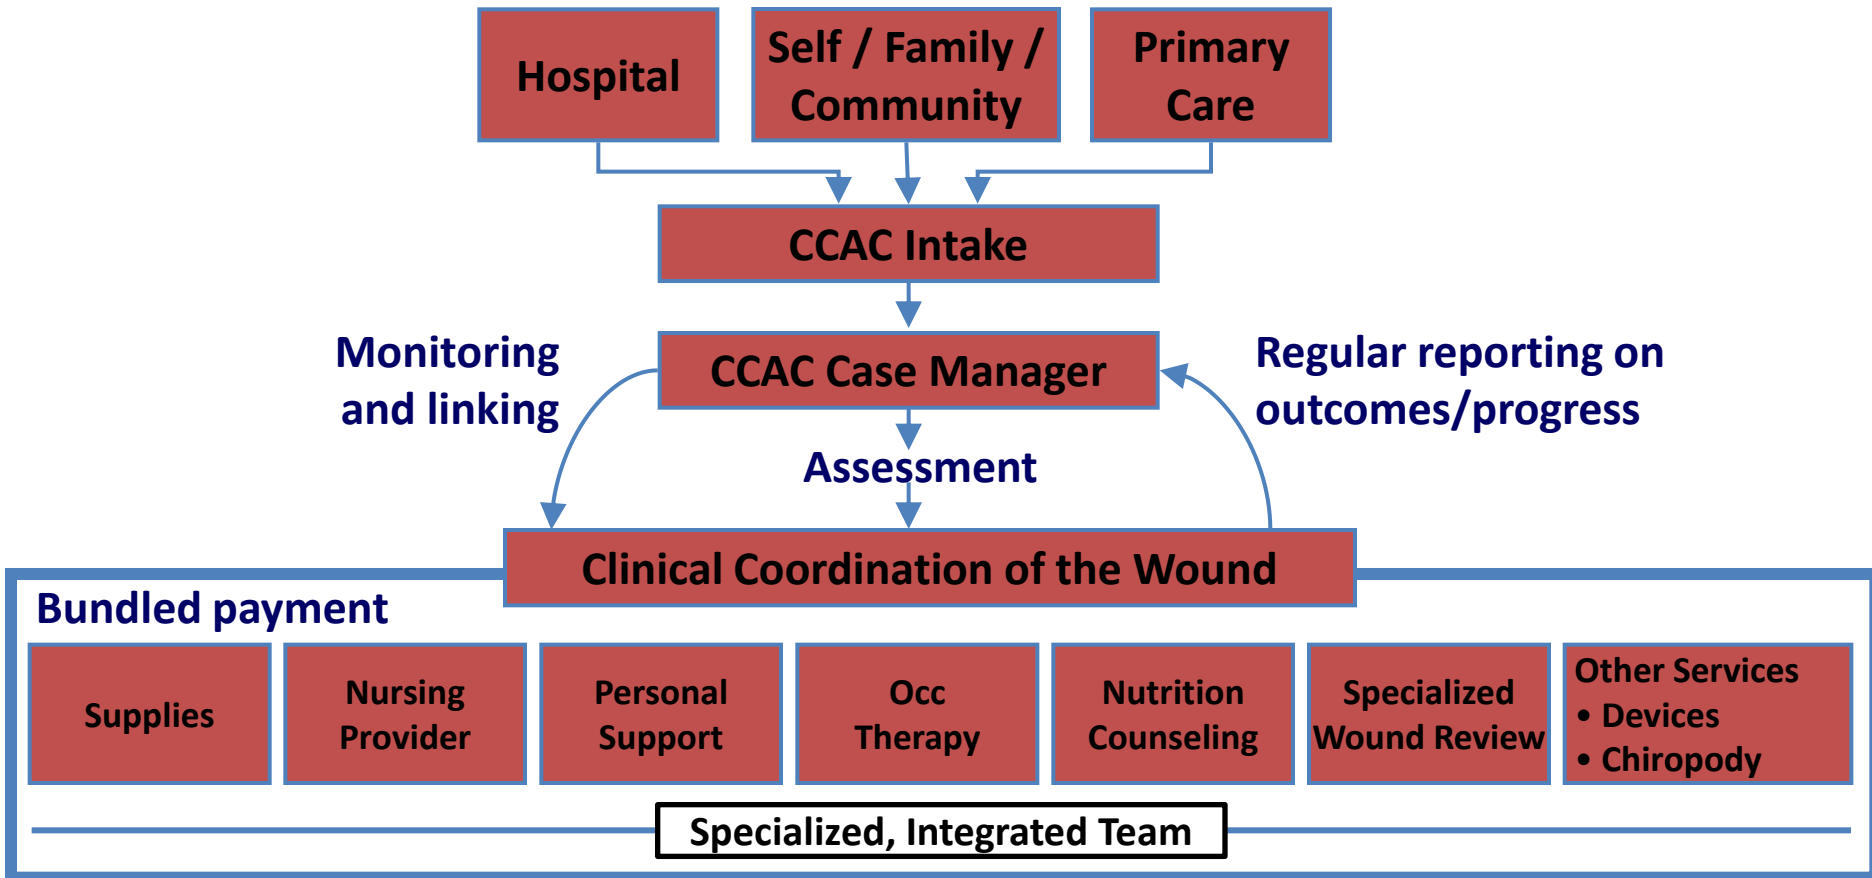 Hospital
Self / Family /
Community
Primary
Care
CCAC Intake
Monitoring
and linking
CCAC Case Manager
Regular reporting on
outcomes/progress
Assessment
Clinical Coordination of the Wound
Bundled payment
Supplies
Nursing
Provider
Personal
Support
Occ
Therapy
Nutrition
Counseling
Specialized
Wound Review
Other Services
• Devices
• Chiropody
Specialized, Integrated Team